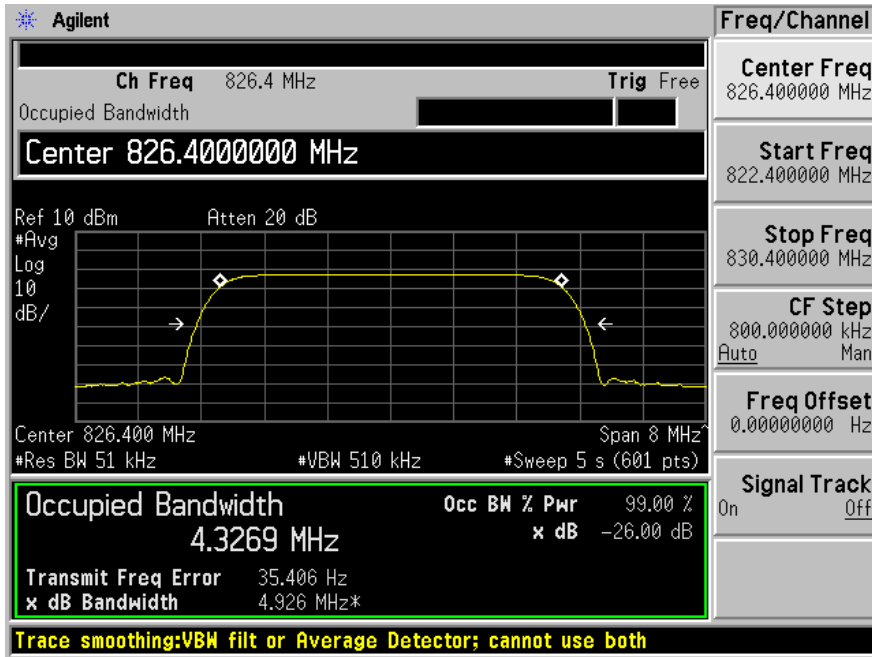 Agilent
Freq/Channel
Ch Freq 826.4 MHz Trig Free
Occupied Bandwidth
Center 826.4000000 MHz
Ref 10 dBm Atten 20 dB
#Avg
Log
10
dB/
Center 826.400 MHz Span 8 MHz^
#Res BW 51 kHz #VBW 510 kHz #Sweep 5 s (601 pts)
Occupied Bandwidth Occ BW % Pwr 99.00 %
4.3269 MHz x dB -26.00 dB
Transmit Freq Error 35.406 Hz
x dB Bandwidth 4.926 MHz*
Trace smoothing:VBW filt or Average Detector; cannot use both
Center Freq
826.400000 MHz
Start Freq
822.400000 MHz
Stop Freq
830.400000 MHz
CF Step
800.000000 kHz
Auto Man
Freq Offset
0.00000000 Hz
Signal Track
On Off